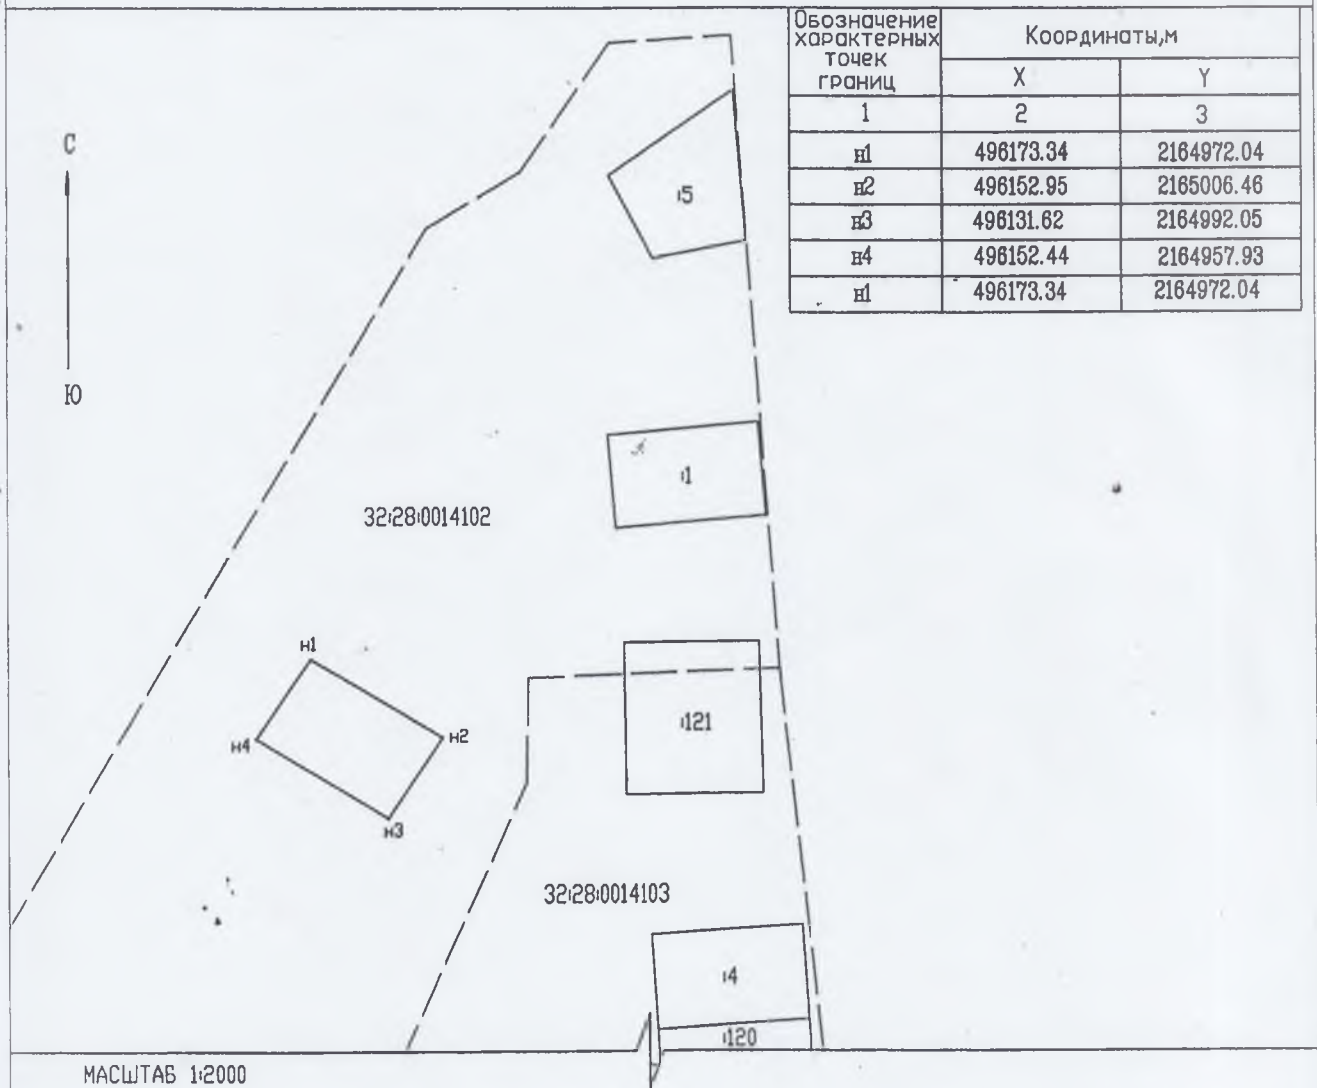 Обозначение характерных точек границ | Координаты,м
X | Y
1 | 2 | 3
н1 | 496173.34 | 2164972.04
н2 | 496152.95 | 2165006.46
н3 | 496131.62 | 2164992.05
н4 | 496152.44 | 2164957.93
н1 | 496173.34 | 2164972.04
С
Ю
:5
:1
32:28:0014102
н1
н2
н4
:121
н3
32:28:0014103
:4
:120
МАСШТАБ 1:2000